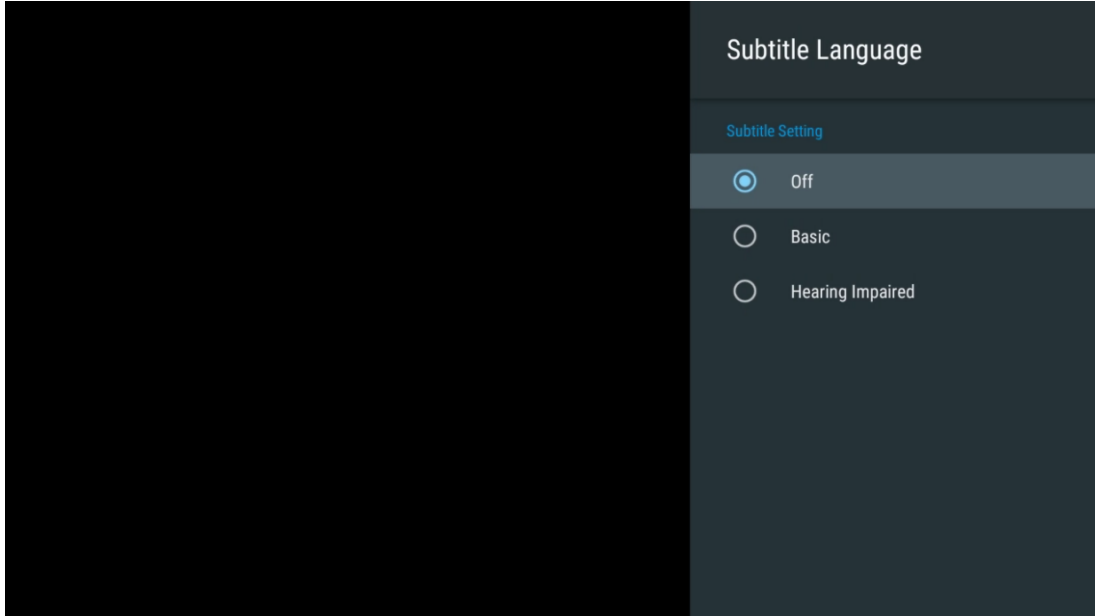 Subtitle Language
Subtitle Setting
Off
Basic
Hearing Impaired